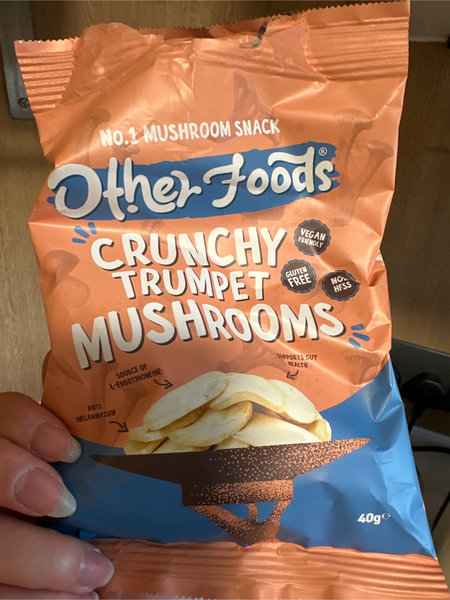 NO.1 MUSHROOM SNACK
Other Foods®
CRUNCHY
TRUMPET
MUSHROOMS
VEGAN
FRIENDLY
GLUTEN
FREE
NON
HFSS
SOURCE OF
L-ERGOTHIONEINE
SUPPORTS GUT
HEALTH
ANTI
INFLAMMATION
40g℮